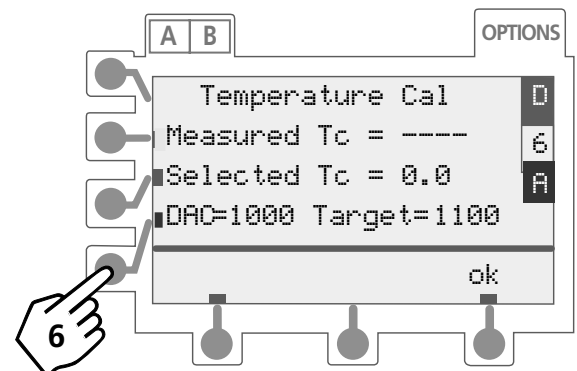 A B OPTIONS
Temperature Cal D
Measured Tc = ---- 6
Selected Tc = 0.0 A
DAC=1000 Target=1100
ok
6